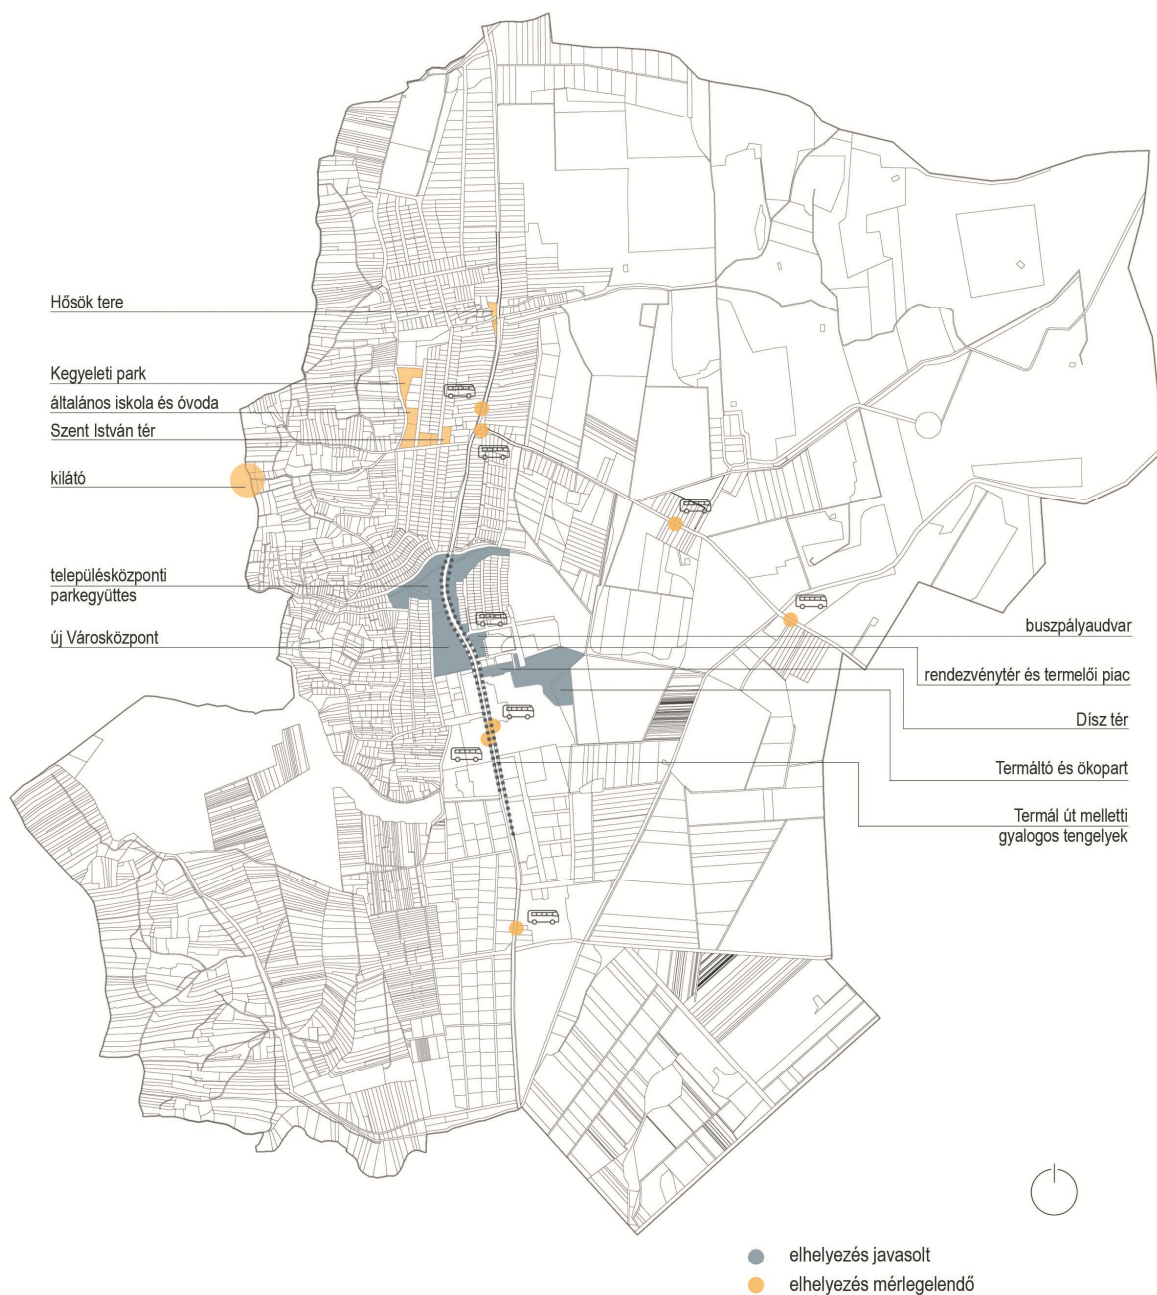 Hősök tere
Kegyeleti park
általános iskola és óvoda
Szent István tér
kilátó
településközponti
parkegyüttes
új Városközpont
buszpályaudvar
rendezvénytér és termelői piac
Dísz tér
Termáltó és ökopart
Termál út melletti
gyalogos tengelyek
elhelyezés javasolt
elhelyezés mérlegelendő